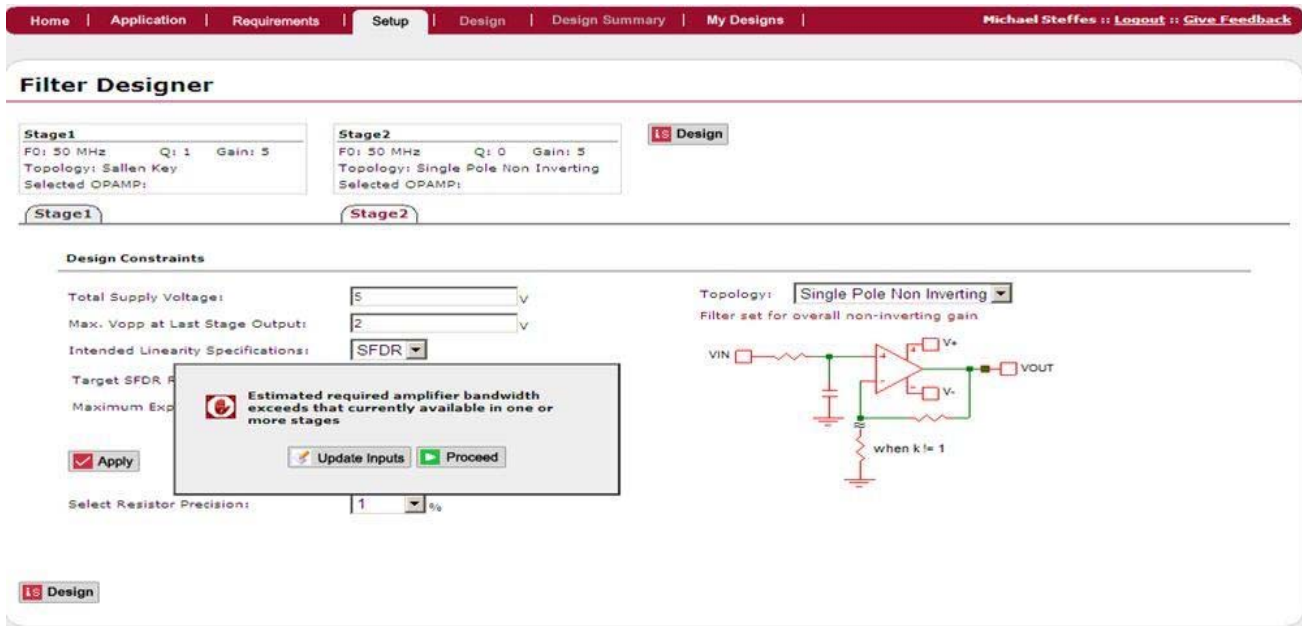 Home | Application | Requirements | Setup | Design | Design Summary | My Designs | Michael Steffes :: Logout :: Give Feedback
Filter Designer
Stage1
F0: 50 MHz Q: 1 Gain: 5
Topology: Sallen Key
Selected OPAMP:
Stage2
F0: 50 MHz Q: 0 Gain: 5
Topology: Single Pole Non Inverting
Selected OPAMP:
is Design
Stage1
Stage2
Design Constraints
Total Supply Voltage: 5 V
Max. Vopp at Last Stage Output: 2 V
Intended Linearity Specifications: SFDR
Target SFDR
Maximum
Estimated required amplifier bandwidth
exceeds that currently available in one or
more stages
Update Inputs Proceed
Apply
Select Resistor Precision: 1 %
Topology: Single Pole Non Inverting
Filter set for overall non-inverting gain
VIN
V+
VOUT
V-
when k != 1
is Design